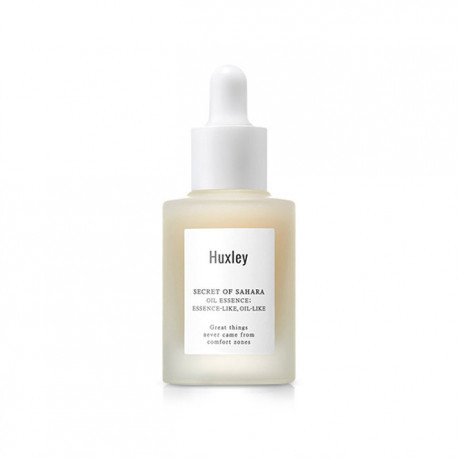 Huxley
SECRET OF SAHARA
OIL ESSENCE;
ESSENCE-LIKE, OIL-LIKE
Great things
never came from
comfort zones